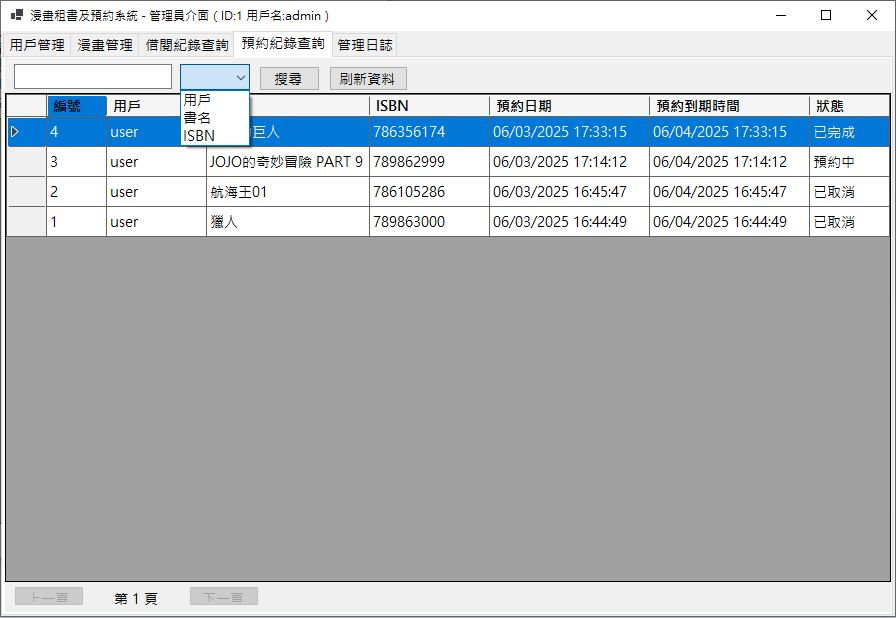 漫畫租書及預約系統 - 管理員介面 ( ID:1 用戶名:admin )
用戶管理 漫畫管理 借閱紀錄查詢 預約紀錄查詢 管理日誌
搜尋 刷新資料
用戶
書名
ISBN
編號 用戶 ISBN 預約日期 預約到期時間 狀態
4 user 巨人 786356174 06/03/2025 17:33:15 06/04/2025 17:33:15 已完成
3 user JOJO的奇妙冒險 PART 9 789862999 06/03/2025 17:14:12 06/04/2025 17:14:12 預約中
2 user 航海王01 786105286 06/03/2025 16:45:47 06/04/2025 16:45:47 已取消
1 user 獵人 789863000 06/03/2025 16:44:49 06/04/2025 16:44:49 已取消
上一頁 第 1 頁 下一頁